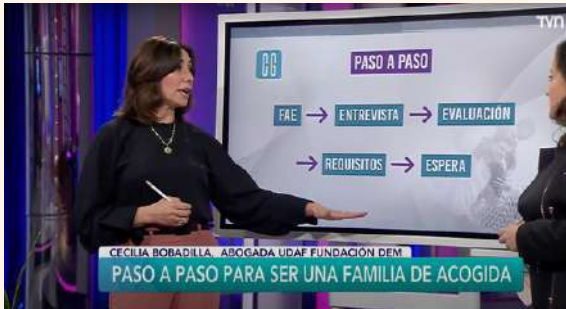 TVN
CG
PASO A PASO
FAE → ENTREVISTA → EVALUACIÓN
→ REQUISITOS → ESPERA
CECILIA BOBADILLA, ABOGADA UDAF FUNDACIÓN DEM
PASO A PASO PARA SER UNA FAMILIA DE ACOGIDA